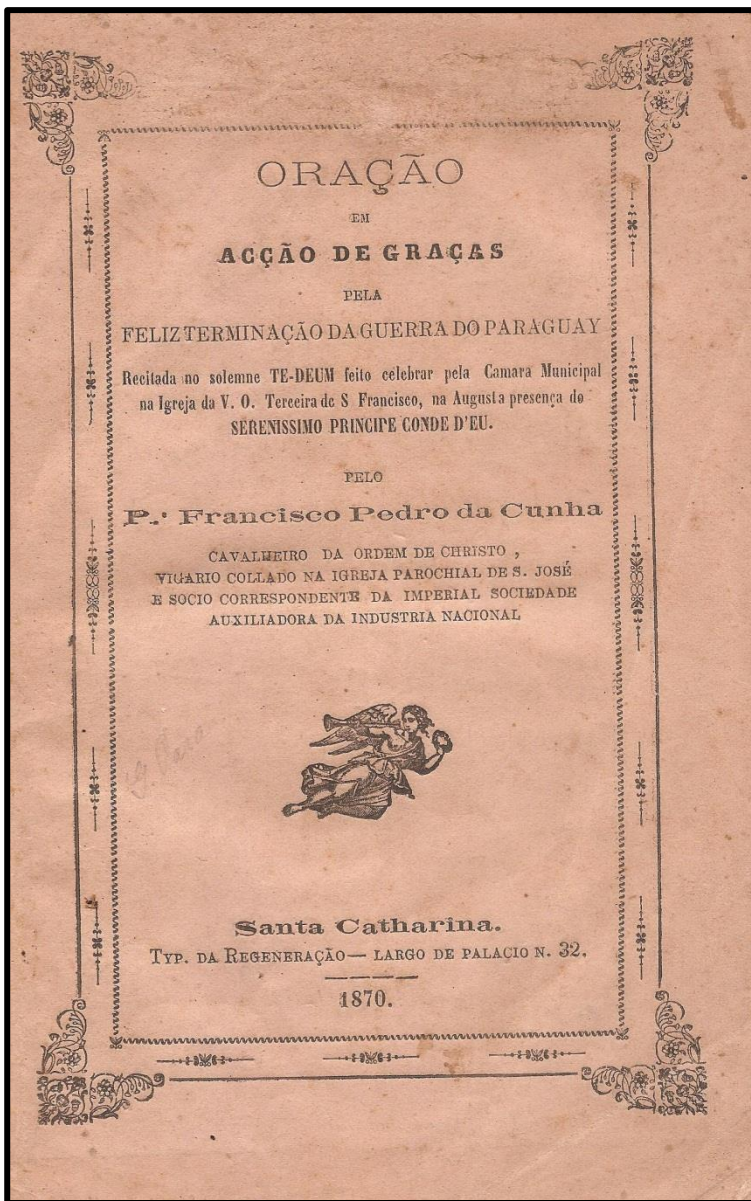 ORAÇÃO
EM
ACÇÃO DE GRAÇAS
PELA
FELIZ TERMINAÇÃO DA GUERRA DO PARAGUAY
Recitada no solemne TE-DEUM feito celebrar pela Camara Municipal
na Igreja da V. O. Terceira de S Francisco, na Augusta presença do
SERENISSIMO PRINCIPE CONDE D'EU.
PELO
P.ᵉ Francisco Pedro da Cunha
CAVALHEIRO DA ORDEM DE CHRISTO ,
VIGARIO COLLADO NA IGREJA PAROCHIAL DE S. JOSÉ
E SOCIO CORRESPONDENTE DA IMPERIAL SOCIEDADE
AUXILIADORA DA INDUSTRIA NACIONAL
Santa Catharina.
TYP. DA REGENERAÇÃO— LARGO DE PALACIO N. 32.
1870.